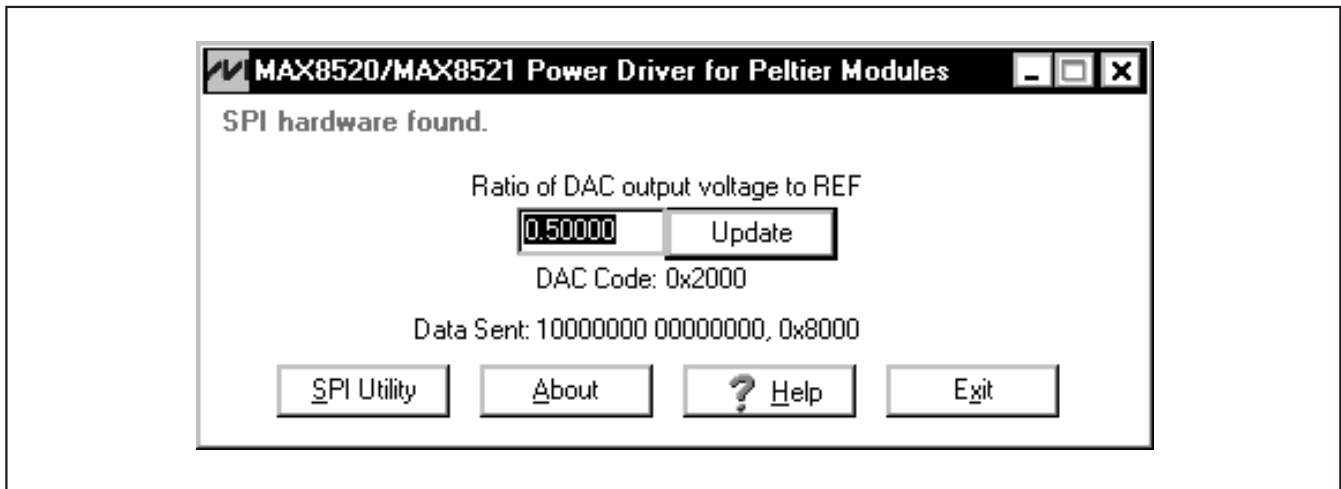 MAX8520/MAX8521 Power Driver for Peltier Modules
SPI hardware found.
Ratio of DAC output voltage to REF
0.50000 Update
DAC Code: 0x2000
Data Sent: 10000000 00000000, 0x8000
SPI Utility About ? Help Exit